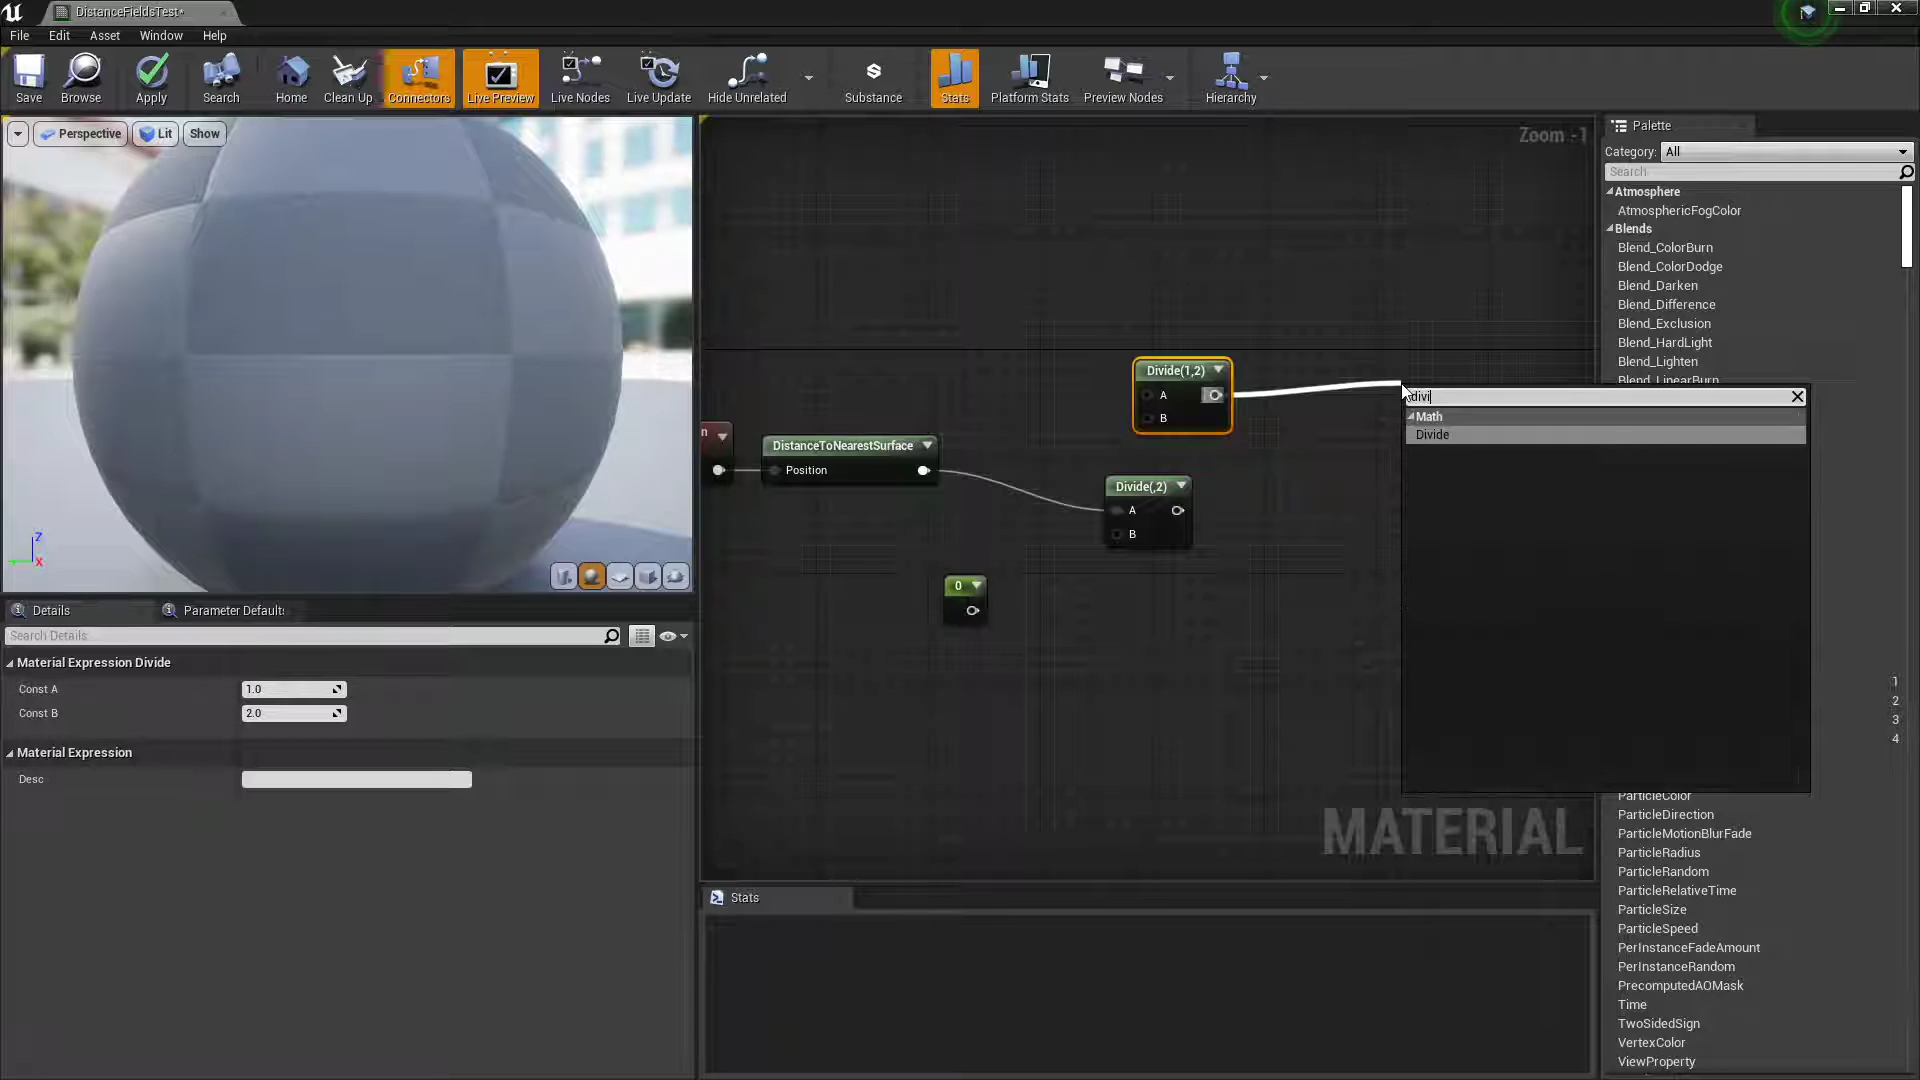 DistanceFieldsTest*
File Edit Asset Window Help
Save Browse Apply Search Home Clean Up Connectors Live Preview Live Nodes Live Update Hide Unrelated Substance Stats Platform Stats Preview Nodes Hierarchy
Perspective Lit Show
Zoom -1
Palette
Category: All
Search
Atmosphere
AtmosphericFogColor
Blends
Blend_ColorBurn
Blend_ColorDodge
Blend_Darken
Blend_Difference
Blend_Exclusion
Blend_HardLight
Blend_Lighten
Blend_LinearBurn
Divide(1,2)
A
B
divi
Math
Divide
n
DistanceToNearestSurface
Position
Divide(,2)
A
B
0
Z
X
MATERIAL
1
2
3
4
ParticleColor
ParticleDirection
ParticleMotionBlurFade
ParticleRadius
ParticleRandom
ParticleRelativeTime
ParticleSize
ParticleSpeed
PerInstanceFadeAmount
PerInstanceRandom
PrecomputedAOMask
Time
TwoSidedSign
VertexColor
ViewProperty
Details Parameter Defaults
Search Details
Material Expression Divide
Const A 1.0
Const B 2.0
Material Expression
Desc
Stats